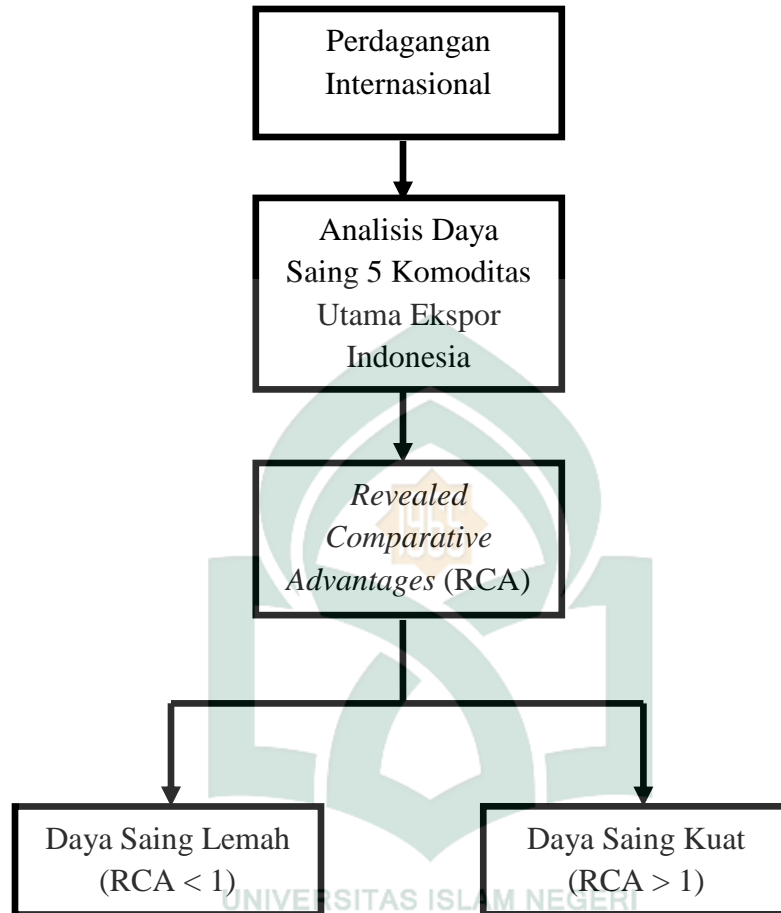 Perdagangan
Internasional
Analisis Daya
Saing 5 Komoditas
Utama Ekspor
Indonesia
Revealed
Comparative
Advantages (RCA)
1965
Daya Saing Lemah
(RCA < 1)
Daya Saing Kuat
(RCA > 1)
UNIVERSITAS ISLAM NEGERI